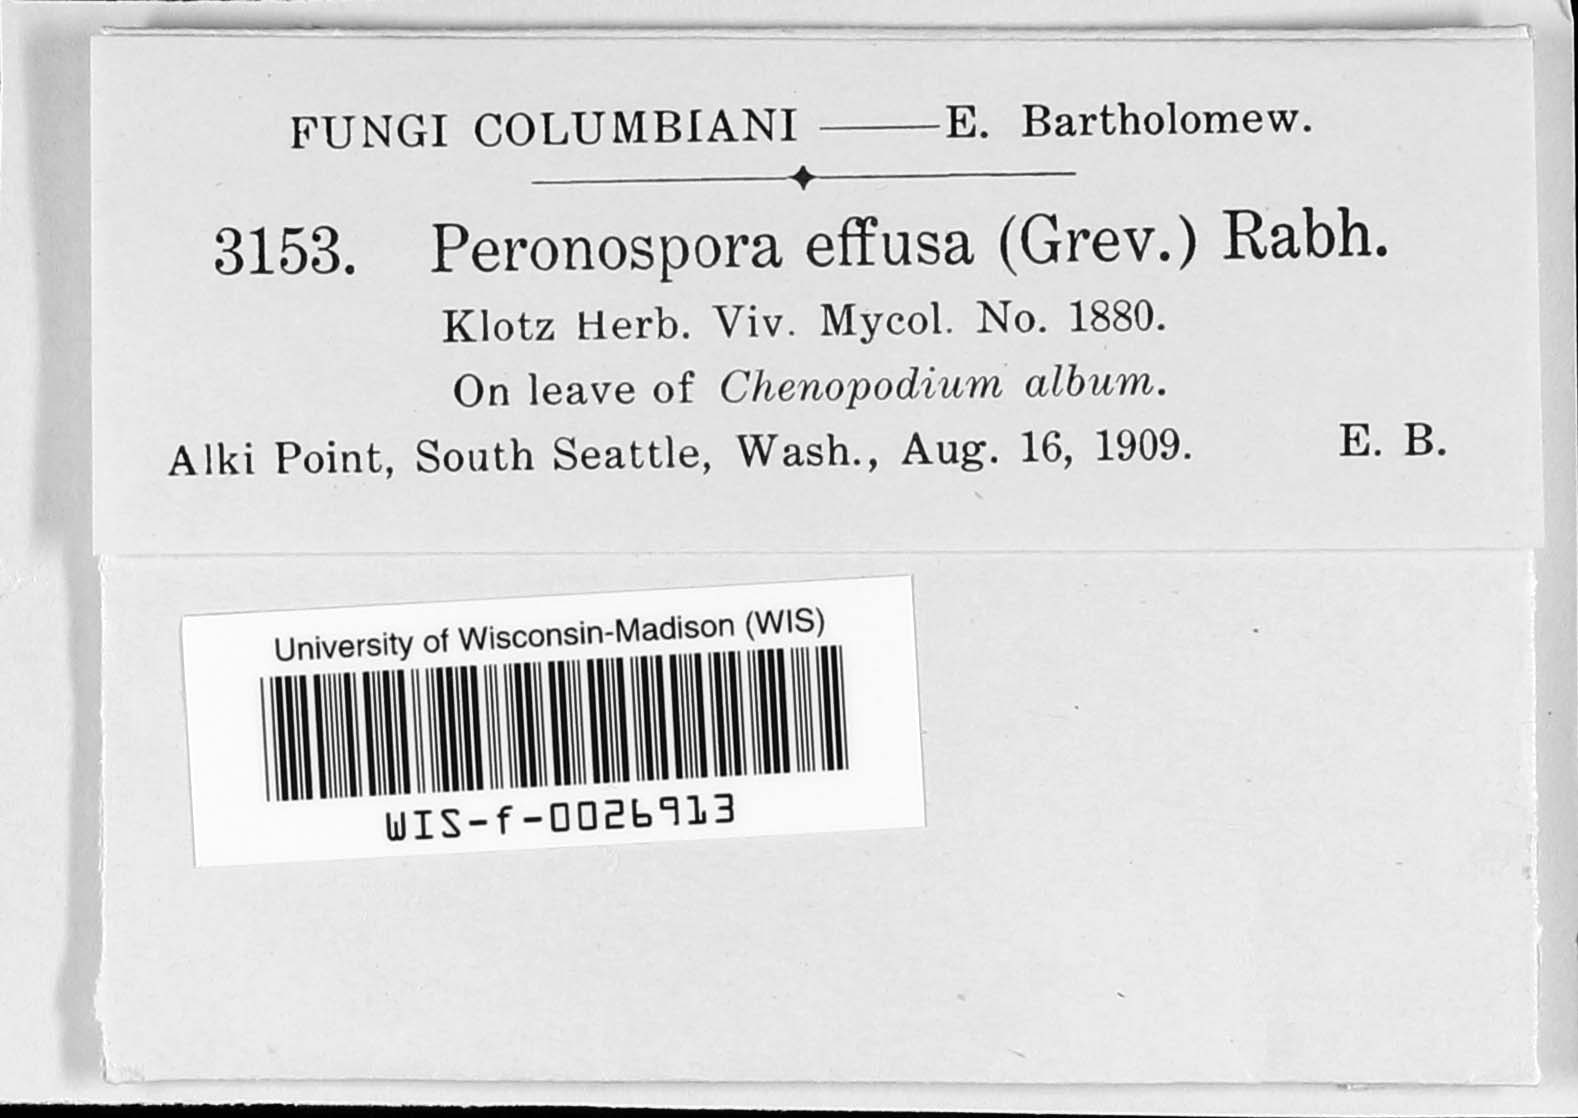 FUNGI COLUMBIANI —— E. Bartholomew.
3153. Peronospora effusa (Grev.) Rabh.
Klotz Herb. Viv. Mycol. No. 1880.
On leave of Chenopodium album.
Alki Point, South Seattle, Wash., Aug. 16, 1909. E. B.
University of Wisconsin-Madison (WIS)
WIS-f-0026913